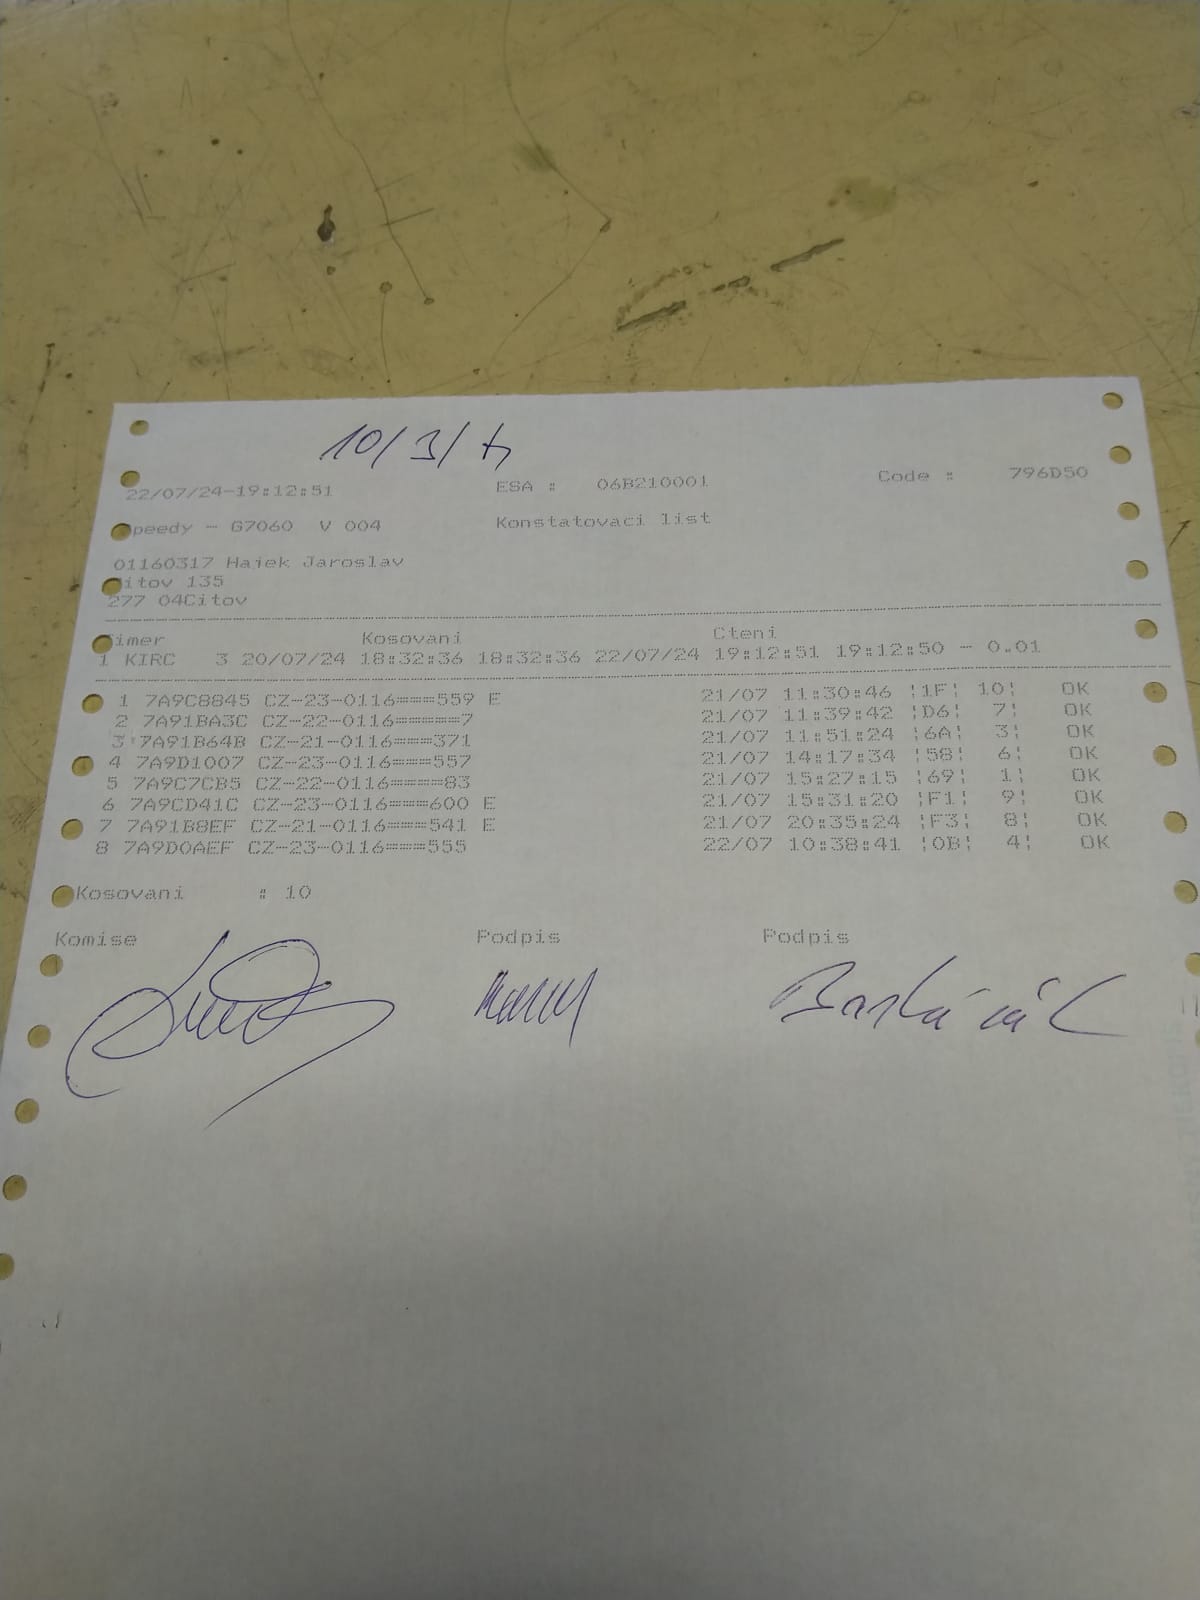 10/3/
22/07/24-19:12:51 ESA : 06B210001 Code : 796D50
peedy - G7060 V 004 Konstatovaci list
01160317 Hajek Jaroslav
itov 135
277 04Citov
imer Kosovani Cteni
1 KIRC 3 20/07/24 18:32:36 18:32:36 22/07/24 19:12:51 19:12:50 - 0.01
1 7A9C8845 CZ-23-0116===559 E 21/07 11:30:46 ¦1F¦ 10¦ OK
2 7A91BA3C CZ-22-0116=====7 21/07 11:39:42 ¦D6¦ 7¦ OK
3 7A91B64B CZ-21-0116===371 21/07 11:51:24 ¦6A¦ 3¦ OK
4 7A9D1007 CZ-23-0116===557 21/07 14:17:34 ¦58¦ 6¦ OK
5 7A9C7CB5 CZ-22-0116====83 21/07 15:27:15 ¦69¦ 1¦ OK
6 7A9CD41C CZ-23-0116===600 E 21/07 15:31:20 ¦F1¦ 9¦ OK
7 7A91B8EF CZ-21-0116===541 E 21/07 20:35:24 ¦F3¦ 8¦ OK
8 7A9D0AEF CZ-23-0116===555 22/07 10:38:41 ¦0B¦ 4¦ OK
Kosovani : 10
Komise Podpis Podpis